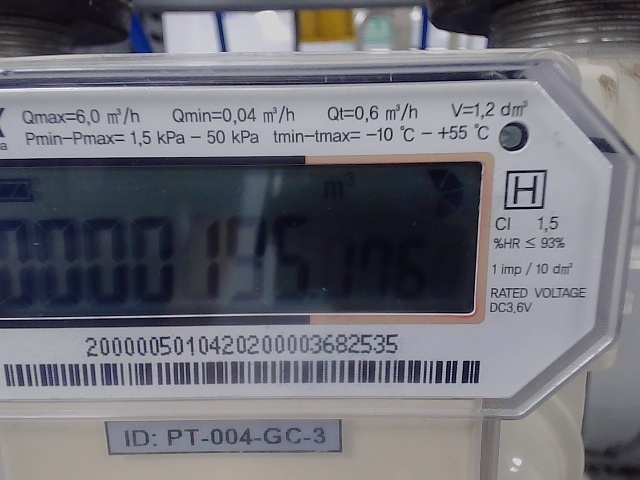 Qmax=6,0 m³/h Qmin=0,04 m³/h Qt=0,6 m³/h V=1,2 dm³
Pmin-Pmax= 1,5 kPa - 50 kPa tmin-tmax= -10 °C - +55 °C
H
m³
Cl 1,5
%HR ≤ 93%
1 imp / 10 dm³
RATED VOLTAGE
DC3,6V
2000005010420200003682535
ID: PT-004-GC-3